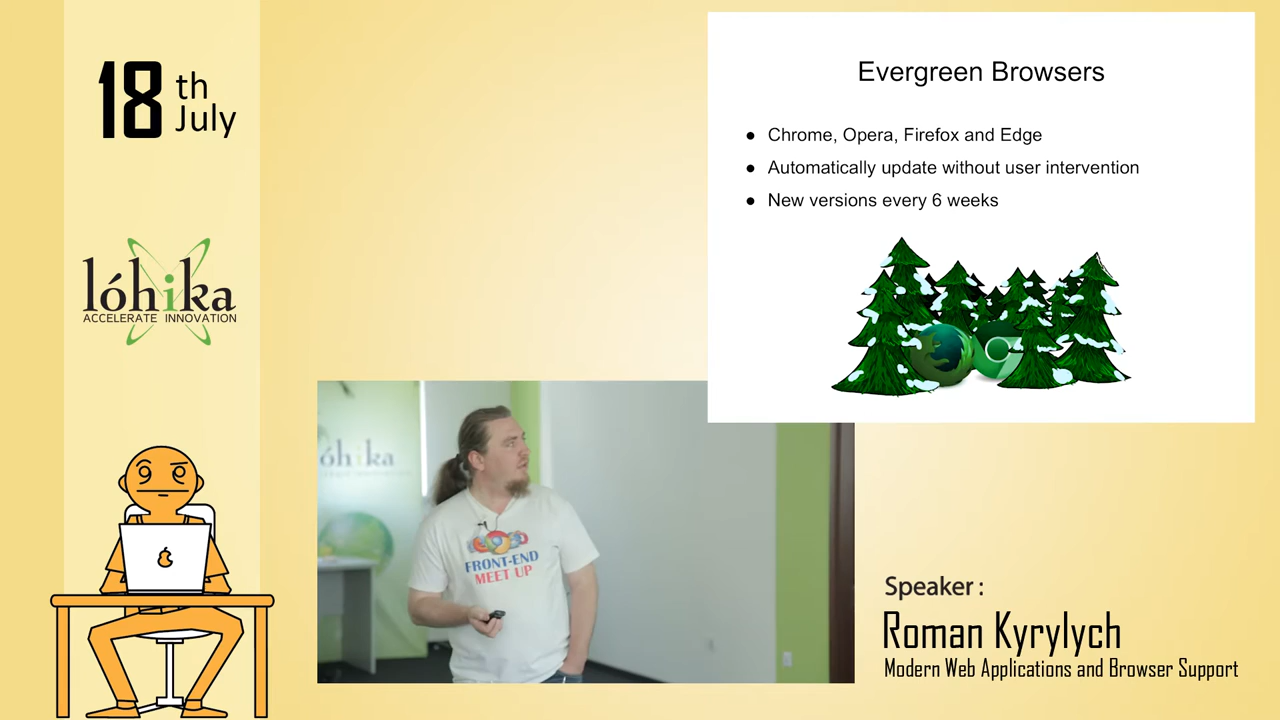 18 th
July
lóhika
ACCELERATE INNOVATION
Evergreen Browsers
● Chrome, Opera, Firefox and Edge
● Automatically update without user intervention
● New versions every 6 weeks
óhika
FRONT-END
MEET UP
Speaker :
Roman Kyrylych
Modern Web Applications and Browser Support